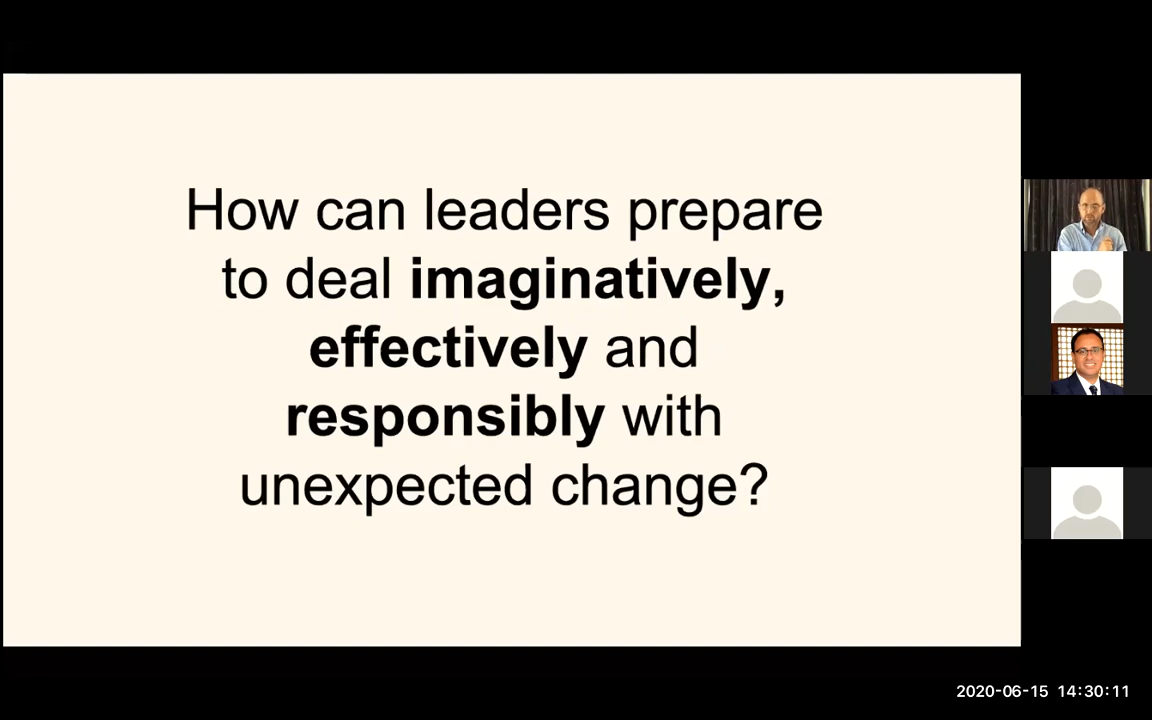 How can leaders prepare
to deal imaginatively,
effectively and
responsibly with
unexpected change?
2020-06-15 14:30:11